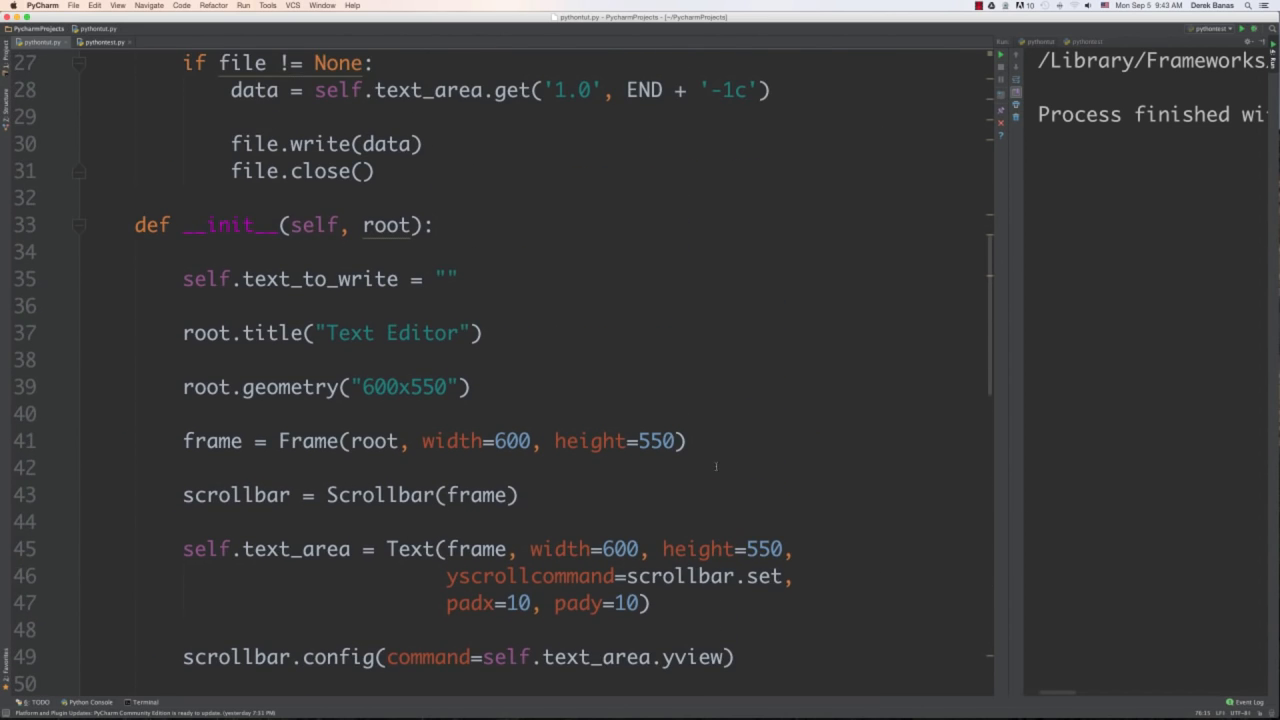 PyCharm File Edit View Navigate Code Refactor Run Tools VCS Window Help
10 Mon Sep 5 9:43 AM Derek Banas
pythontut.py - PycharmProjects - [~/PycharmProjects]
PycharmProjects pythontut.py pythontest
pythontut.py pythontest.py Run: pythontut pythontest
27 if file != None:
28 data = self.text_area.get('1.0', END + '-1c')
29
30 file.write(data)
31 file.close()
32
33 def __init__(self, root):
34
35 self.text_to_write = ""
36
37 root.title("Text Editor")
38
39 root.geometry("600x550")
40
41 frame = Frame(root, width=600, height=550)
42
43 scrollbar = Scrollbar(frame)
44
45 self.text_area = Text(frame, width=600, height=550,
46 yscrollcommand=scrollbar.set,
47 padx=10, pady=10)
48
49 scrollbar.config(command=self.text_area.yview)
50
/Library/Frameworks
Process finished wi
Project
Structure
Favorites
Run
6: TODO Python Console Terminal Event Log
Platform and Plugin Updates: PyCharm Community Edition is ready to update. (yesterday 7:31 PM) UTF-8